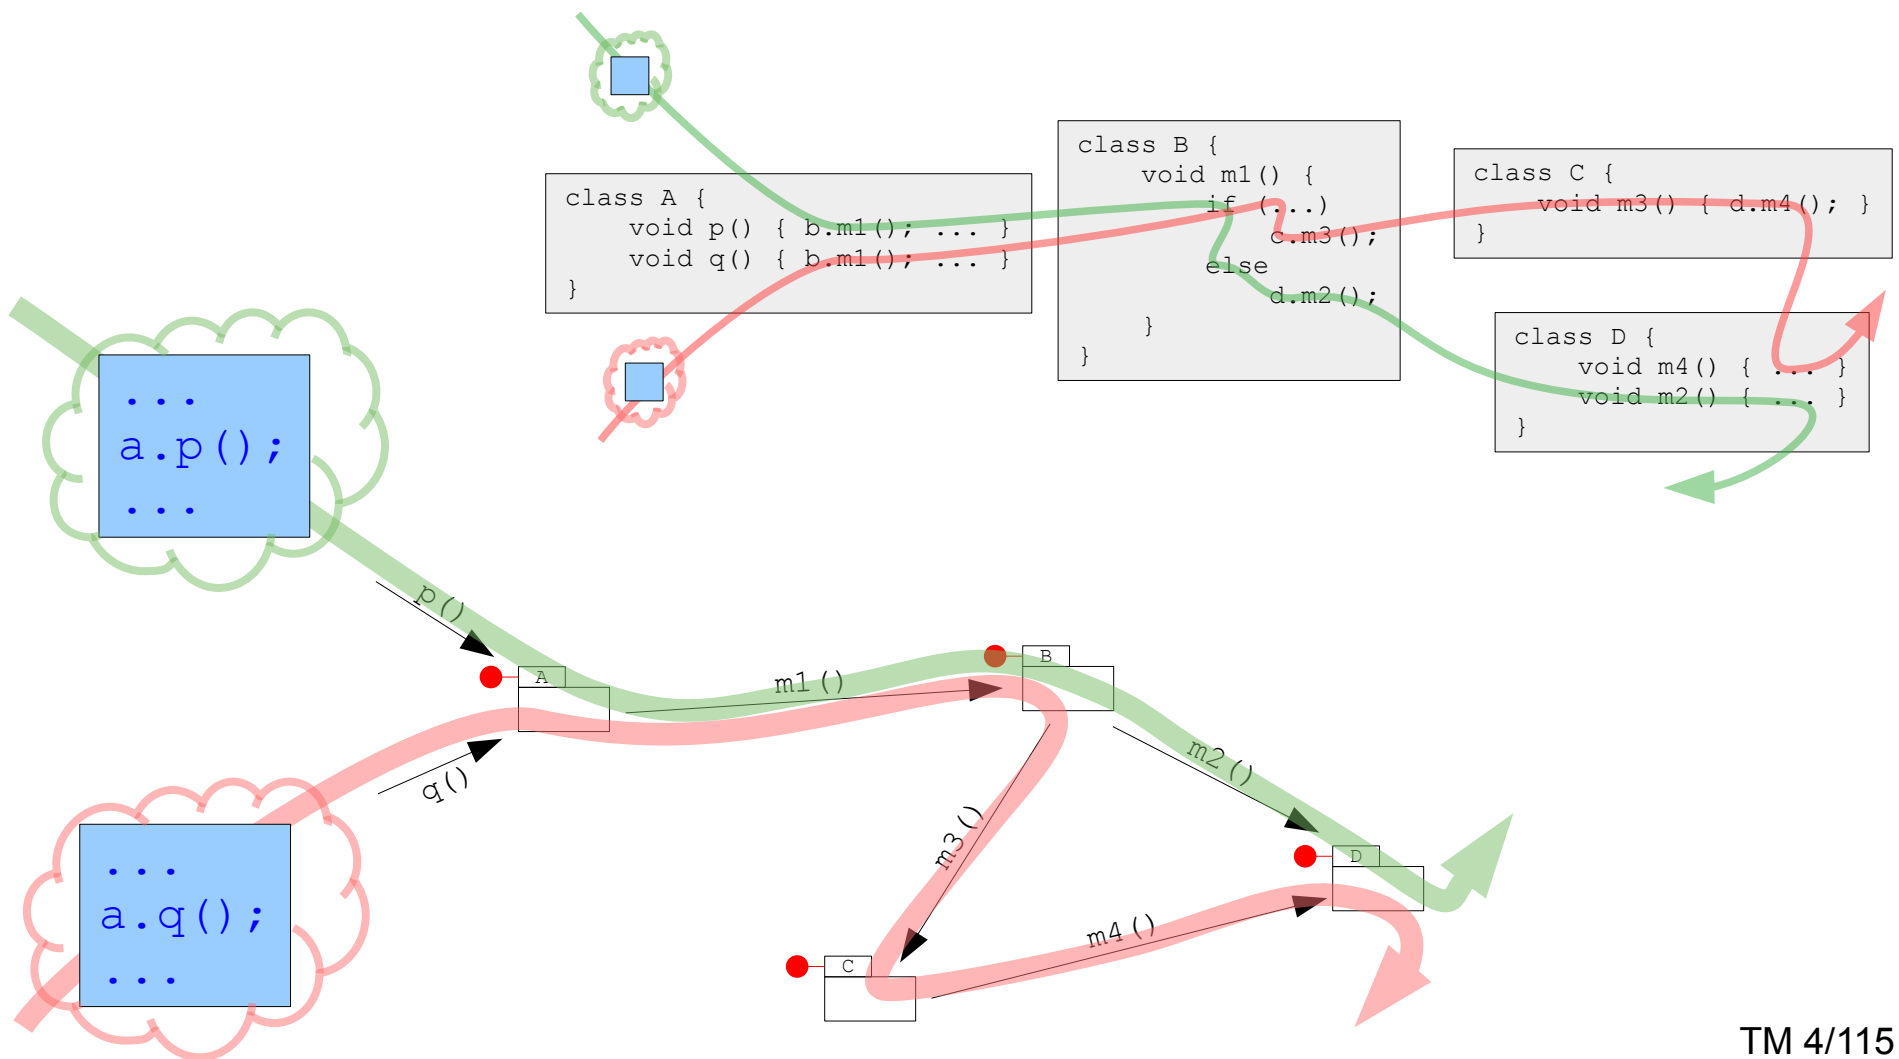 class A {
    void p() { b.m1(); ... }
    void q() { b.m1(); ... }
}
class B {
    void m1() {
        if (...)
            c.m3();
        else
            d.m2();
    }
}
class C {
    void m3() { d.m4(); }
}
class D {
    void m4() { ... }
    void m2() { ... }
}
...
a.p();
...
p()
A
m1()
B
m2()
q()
m3()
D
...
a.q();
...
m4()
C
TM 4/115